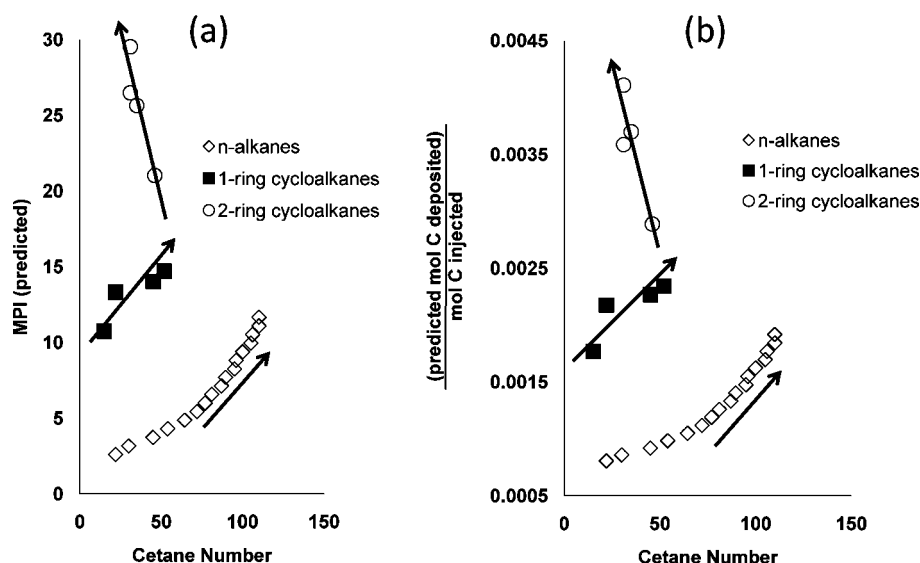 (a)
30
25
20
15
10
5
0
MPI (predicted)
n-alkanes
1-ring cycloalkanes
2-ring cycloalkanes
0
50
100
150
Cetane Number
(b)
0.0045
0.0035
0.0025
0.0015
0.0005
(predicted mol C deposited)
mol C injected
n-alkanes
1-ring cycloalkanes
2-ring cycloalkanes
0
50
100
150
Cetane Number